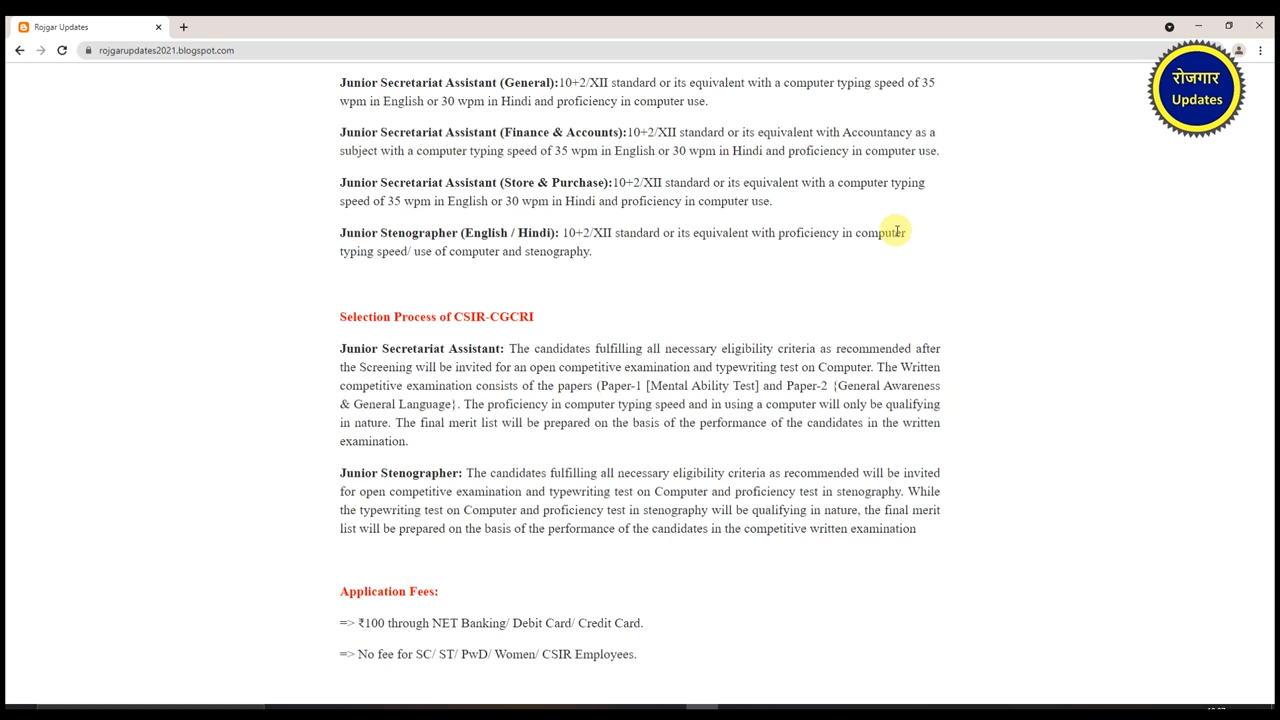 Rojgar Updates
rojgarupdates2021.blogspot.com
रोजगार
Updates
Junior Secretariat Assistant (General):10+2/XII standard or its equivalent with a computer typing speed of 35
wpm in English or 30 wpm in Hindi and proficiency in computer use.
Junior Secretariat Assistant (Finance & Accounts):10+2/XII standard or its equivalent with Accountancy as a
subject with a computer typing speed of 35 wpm in English or 30 wpm in Hindi and proficiency in computer use.
Junior Secretariat Assistant (Store & Purchase):10+2/XII standard or its equivalent with a computer typing
speed of 35 wpm in English or 30 wpm in Hindi and proficiency in computer use.
Junior Stenographer (English / Hindi): 10+2/XII standard or its equivalent with proficiency in computer
typing speed/ use of computer and stenography.
Selection Process of CSIR-CGCRI
Junior Secretariat Assistant: The candidates fulfilling all necessary eligibility criteria as recommended after
the Screening will be invited for an open competitive examination and typewriting test on Computer. The Written
competitive examination consists of the papers (Paper-1 [Mental Ability Test] and Paper-2 {General Awareness
& General Language}. The proficiency in computer typing speed and in using a computer will only be qualifying
in nature. The final merit list will be prepared on the basis of the performance of the candidates in the written
examination.
Junior Stenographer: The candidates fulfilling all necessary eligibility criteria as recommended will be invited
for open competitive examination and typewriting test on Computer and proficiency test in stenography. While
the typewriting test on Computer and proficiency test in stenography will be qualifying in nature, the final merit
list will be prepared on the basis of the performance of the candidates in the competitive written examination
Application Fees:
=> ₹100 through NET Banking/ Debit Card/ Credit Card.
=> No fee for SC/ ST/ PwD/ Women/ CSIR Employees.